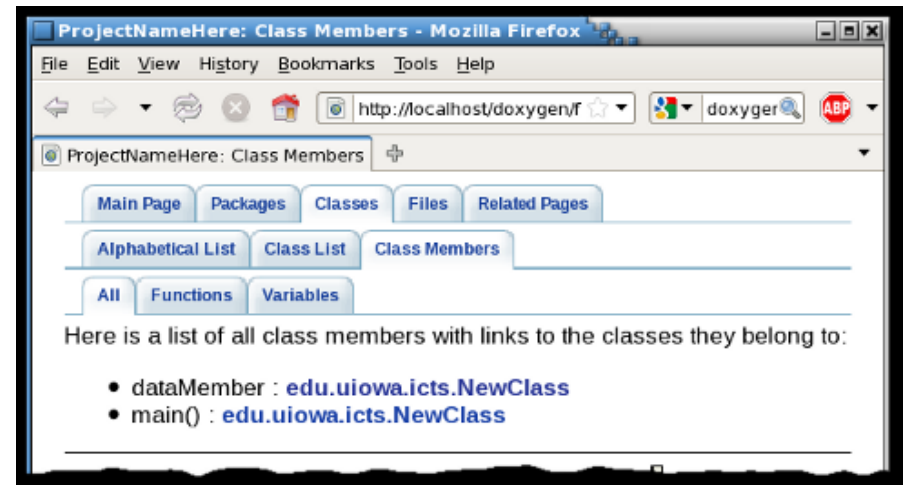 ProjectNameHere: Class Members - Mozilla Firefox
File Edit View History Bookmarks Tools Help
http://localhost/doxygen/f doxyger ABP
ProjectNameHere: Class Members
Main Page Packages Classes Files Related Pages
Alphabetical List Class List Class Members
All Functions Variables
Here is a list of all class members with links to the classes they belong to:
• dataMember : edu.uiowa.icts.NewClass
• main() : edu.uiowa.icts.NewClass